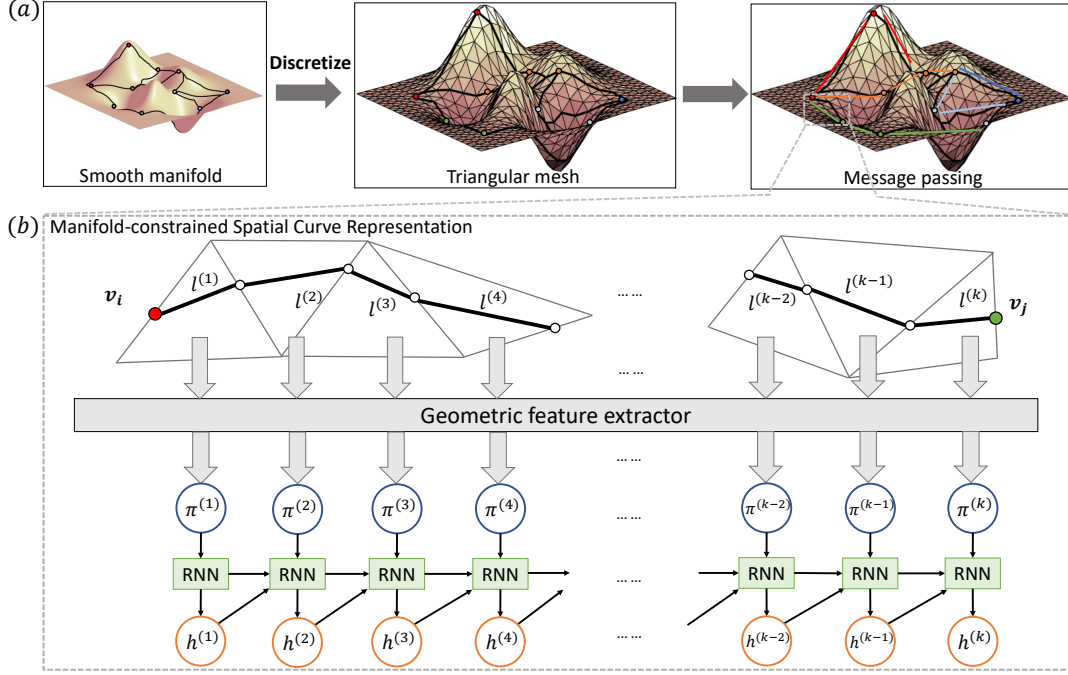 (a)
Discretize
Smooth manifold
Triangular mesh
Message passing
(b) Manifold-constrained Spatial Curve Representation
v_i l^(1) l^(2) l^(3) l^(4) …… l^(k−2) l^(k−1) l^(k) v_j
……
Geometric feature extractor
……
π^(1) π^(2) π^(3) π^(4) …… π^(k−2) π^(k−1) π^(k)
RNN RNN RNN RNN …… RNN RNN RNN
h^(1) h^(2) h^(3) h^(4) …… h^(k−2) h^(k−1) h^(k)